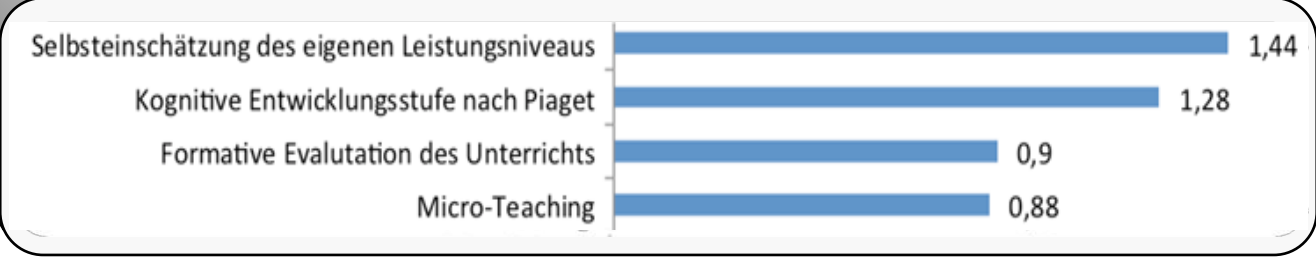 Selbsteinschätzung des eigenen Leistungsniveaus 1,44
Kognitive Entwicklungsstufe nach Piaget 1,28
Formative Evalutation des Unterrichts 0,9
Micro-Teaching 0,88